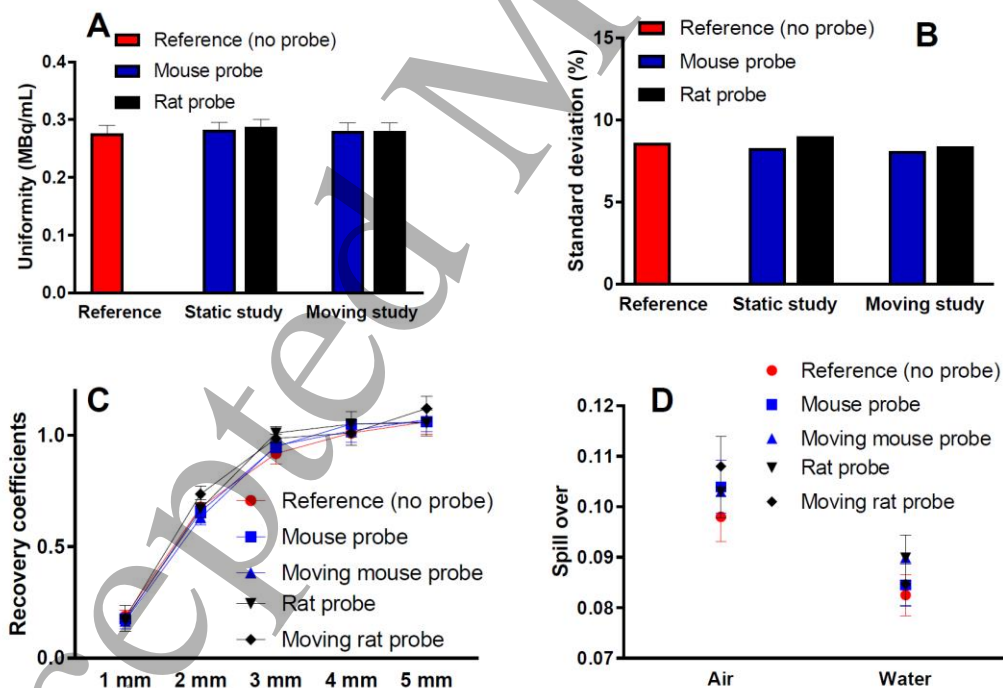 A
Reference (no probe)
Mouse probe
Rat probe
Uniformity (MBq/mL)
0.4
0.3
0.2
0.1
0.0
Reference Static study Moving study
B
Reference (no probe)
Mouse probe
Rat probe
Standard deviation (%)
15
10
5
0
Reference Static study Moving study
C
Recovery coefficients
1.0
0.5
0.0
Reference (no probe)
Mouse probe
Moving mouse probe
Rat probe
Moving rat probe
1 mm 2 mm 3 mm 4 mm 5 mm
D
Reference (no probe)
Mouse probe
Moving mouse probe
Rat probe
Moving rat probe
Spill over
0.12
0.11
0.10
0.09
0.08
0.07
Air Water
cepted M